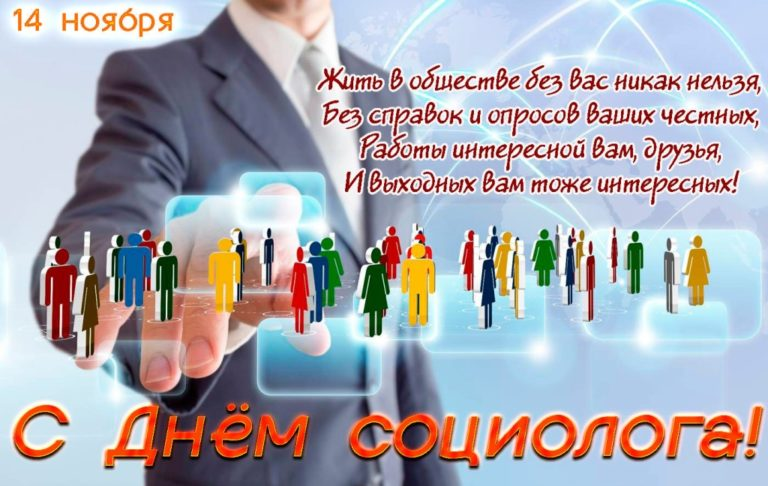 14 ноября
Жить в обществе без вас никак нельзя,
Без справок и опросов ваших честных,
Работы интересной вам, друзья,
И выходных вам тоже интересных!
С Днём социолога!